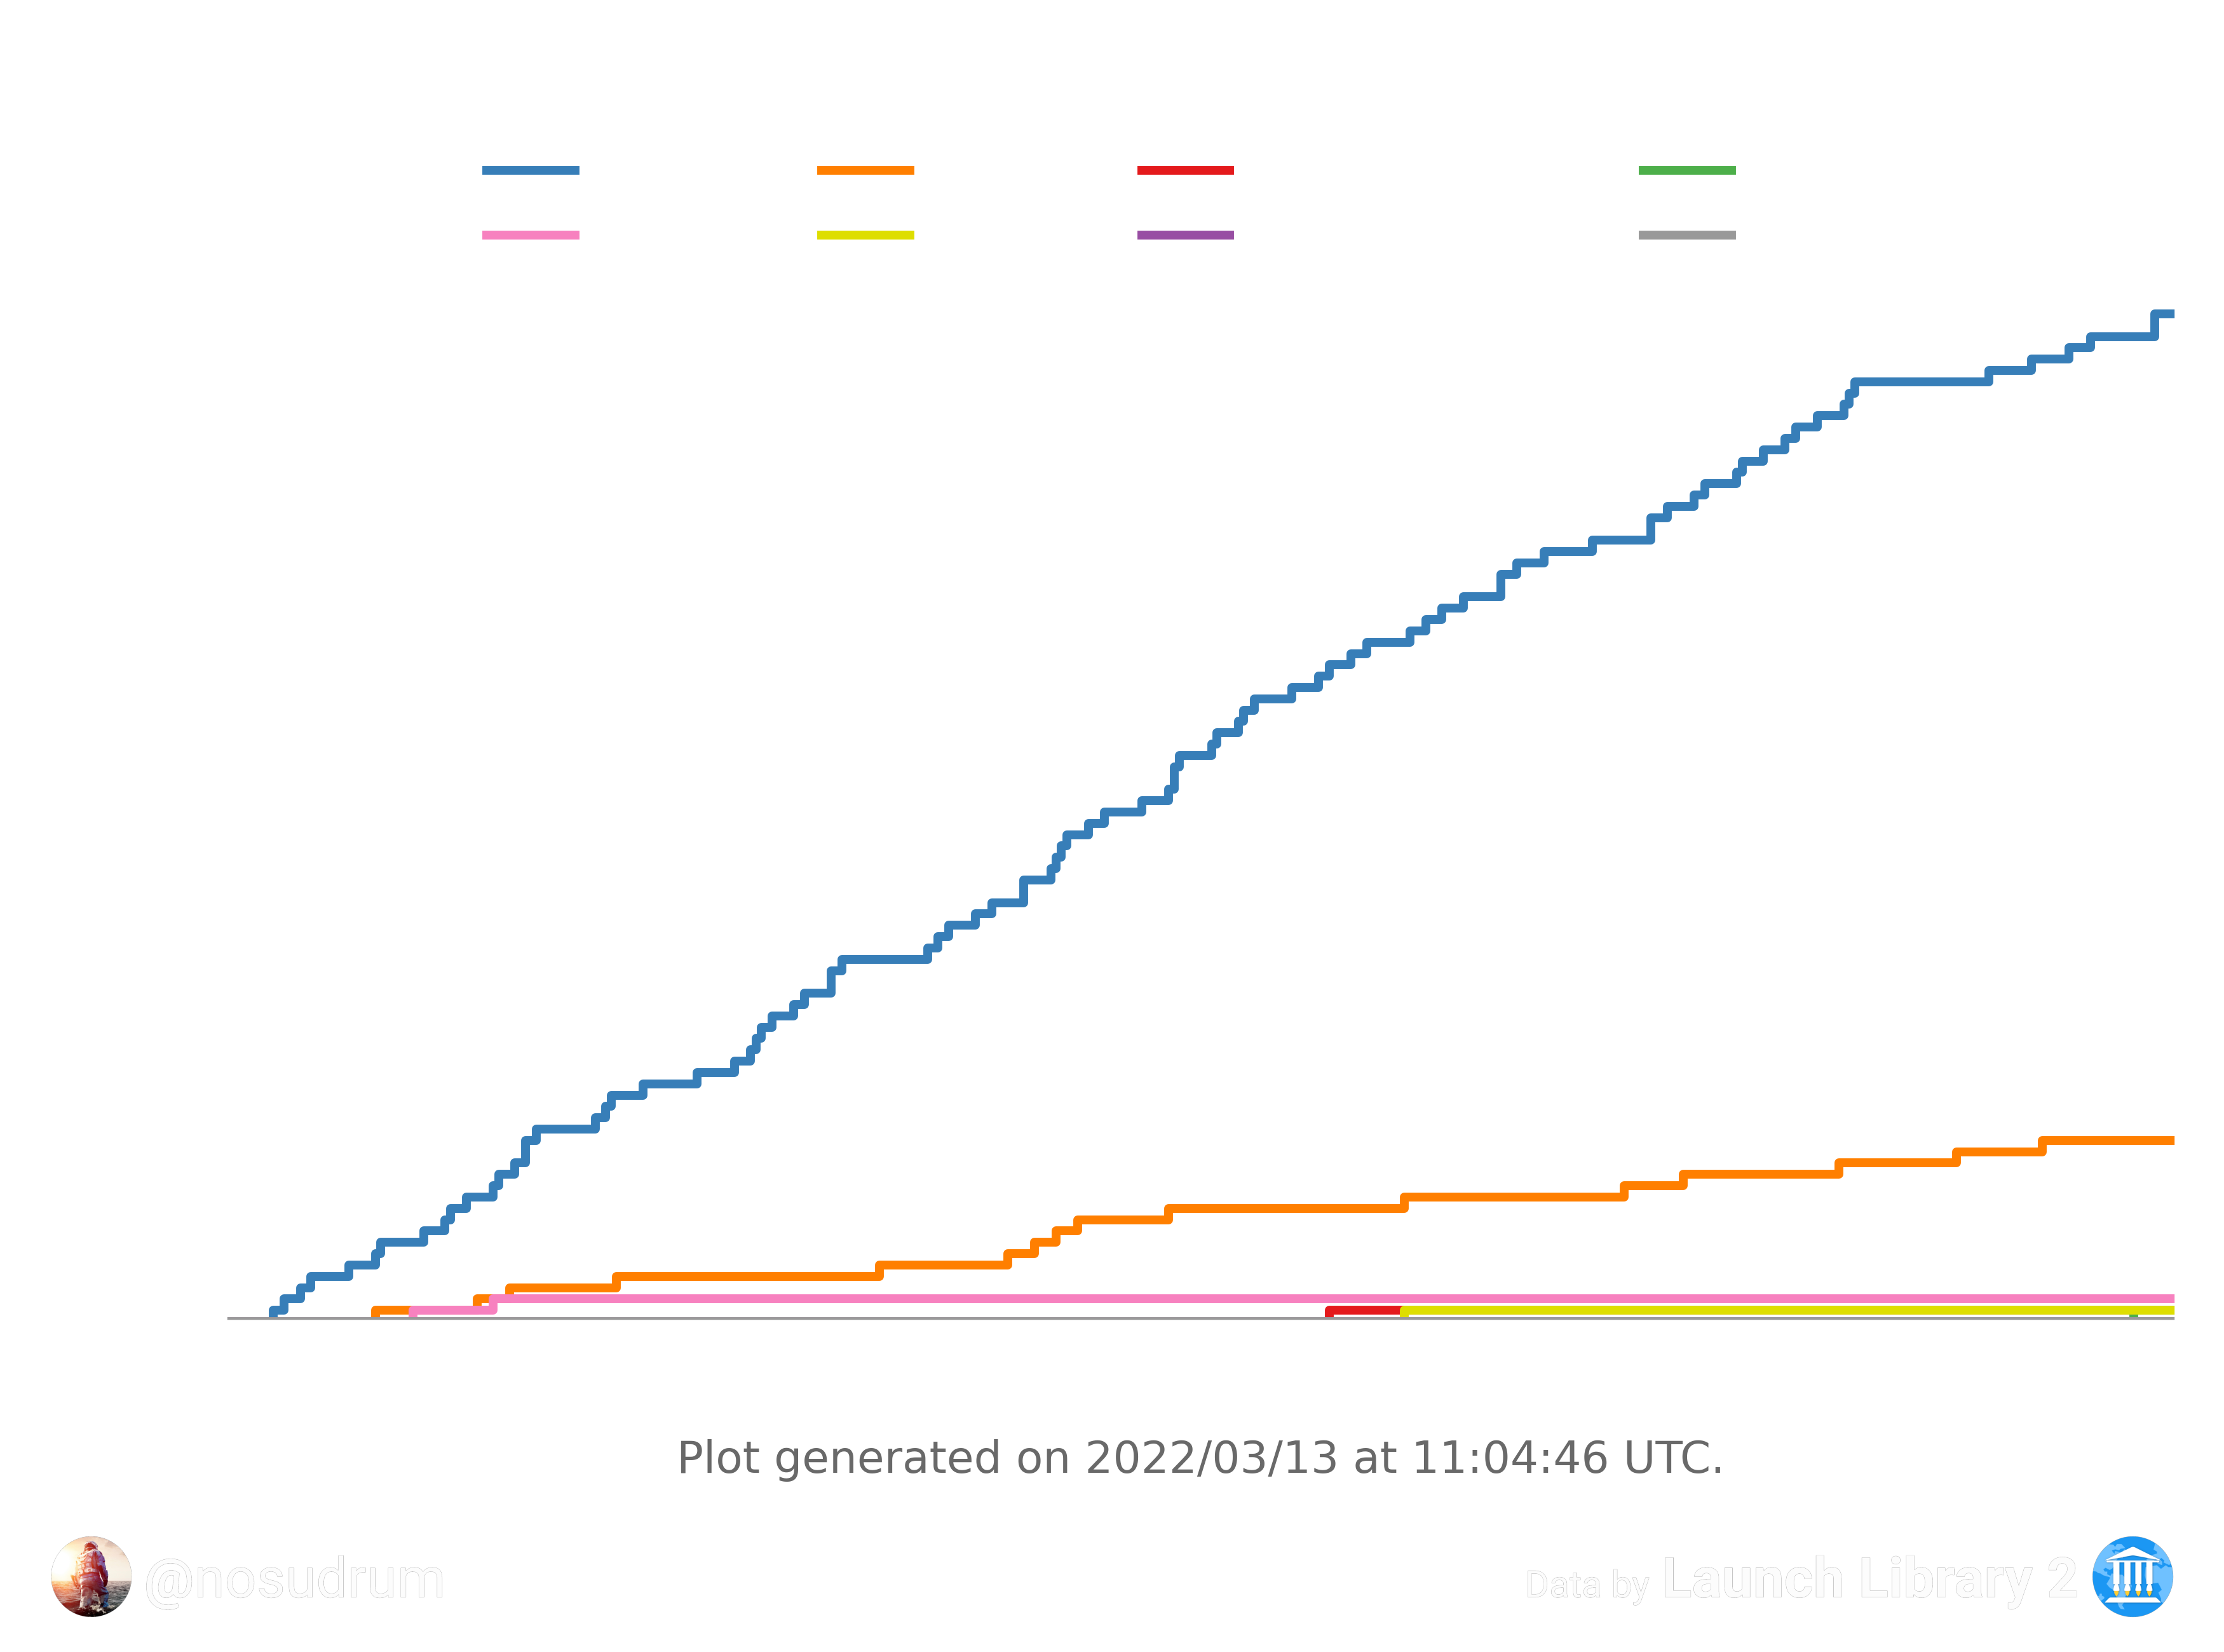 Plot generated on 2022/03/13 at 11:04:46 UTC.
@nosudrum
Data by Launch Library 2